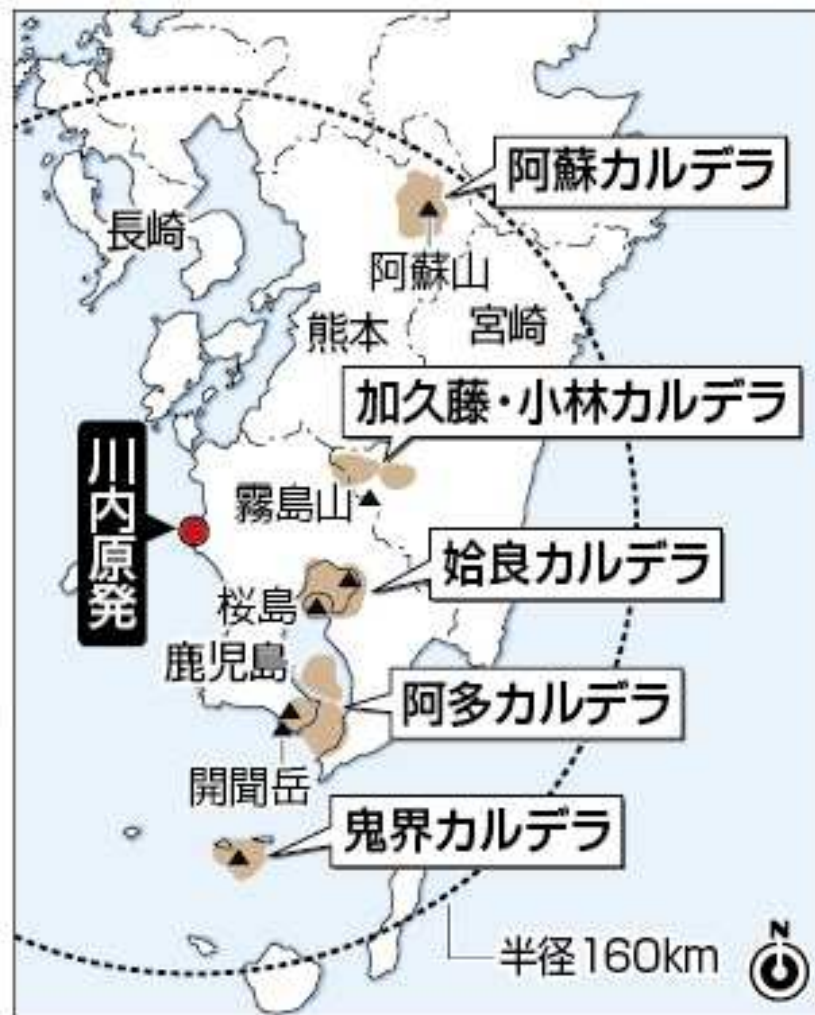 阿蘇カルデラ
長崎
阿蘇山
熊本
宮崎
加久藤・小林カルデラ
川内原発
霧島山
姶良カルデラ
桜島
鹿児島
阿多カルデラ
開聞岳
鬼界カルデラ
半径160km
N